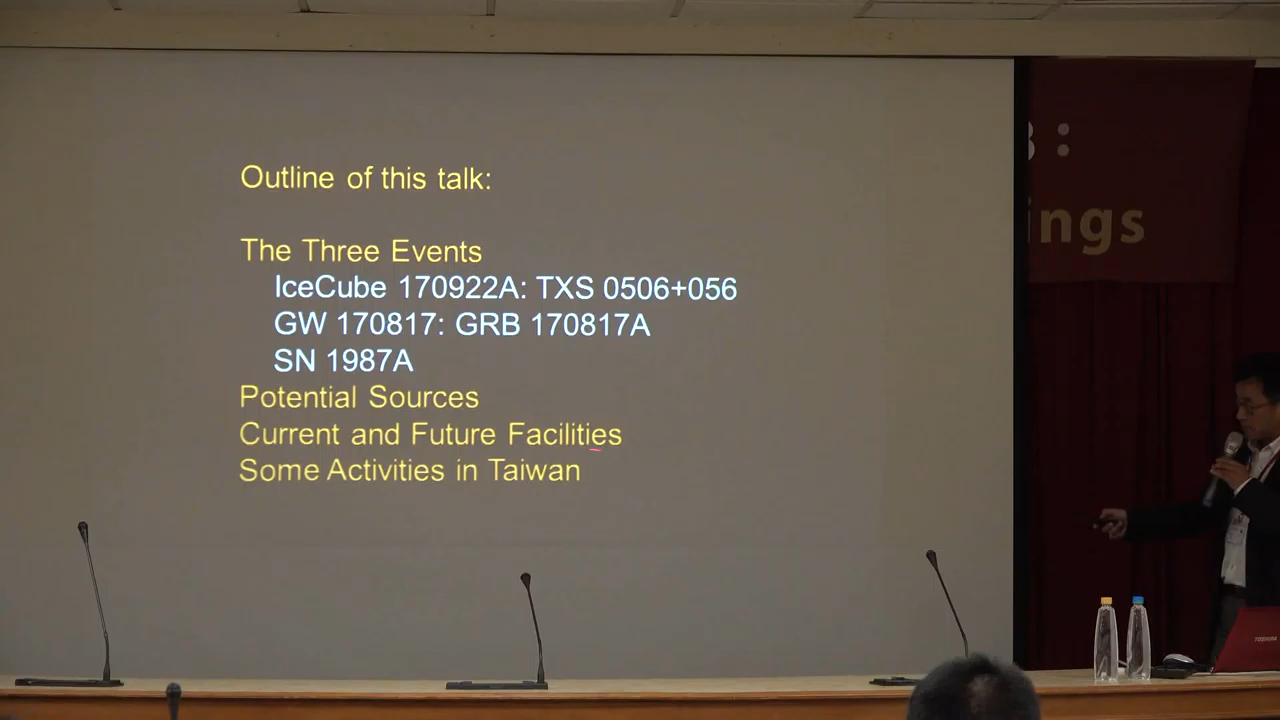 Outline of this talk:
The Three Events
IceCube 170922A: TXS 0506+056
GW 170817: GRB 170817A
SN 1987A
Potential Sources
Current and Future Facilities
Some Activities in Taiwan
:
ings
TOSHIBA